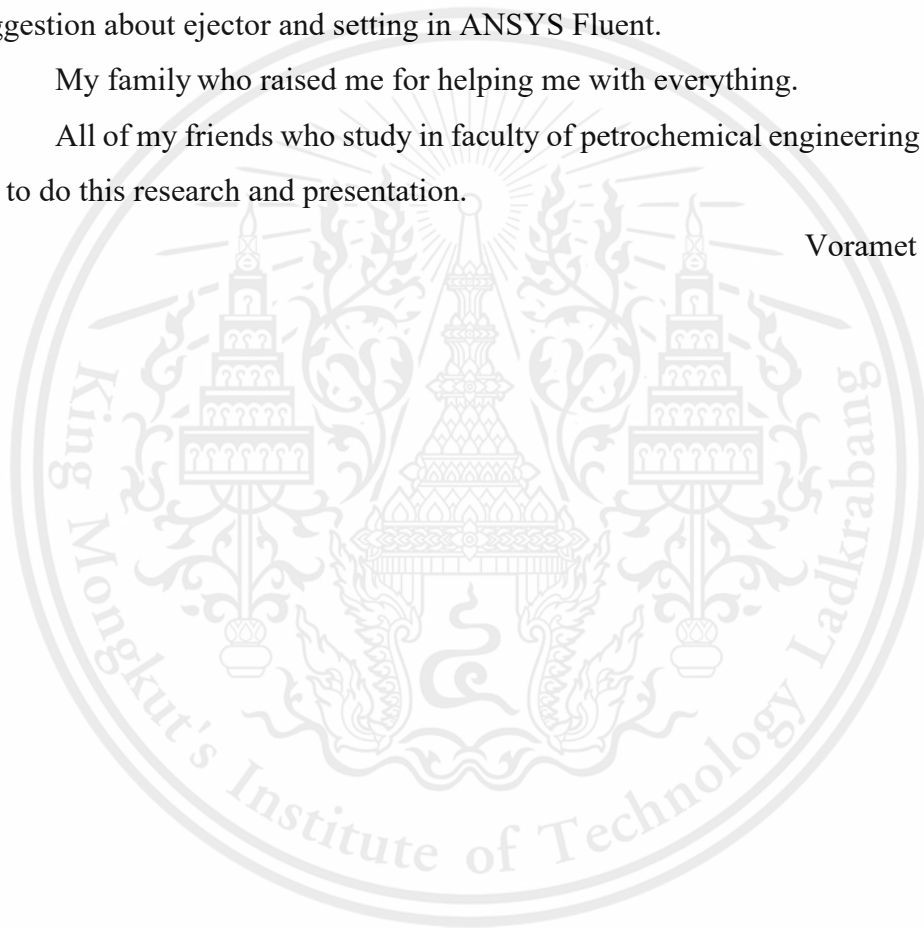 ggestion about ejector and setting in ANSYS Fluent.
My family who raised me for helping me with everything.
All of my friends who study in faculty of petrochemical engineering
to do this research and presentation.
Voramet
King Mongkut's Institute of Technology Ladkrabang